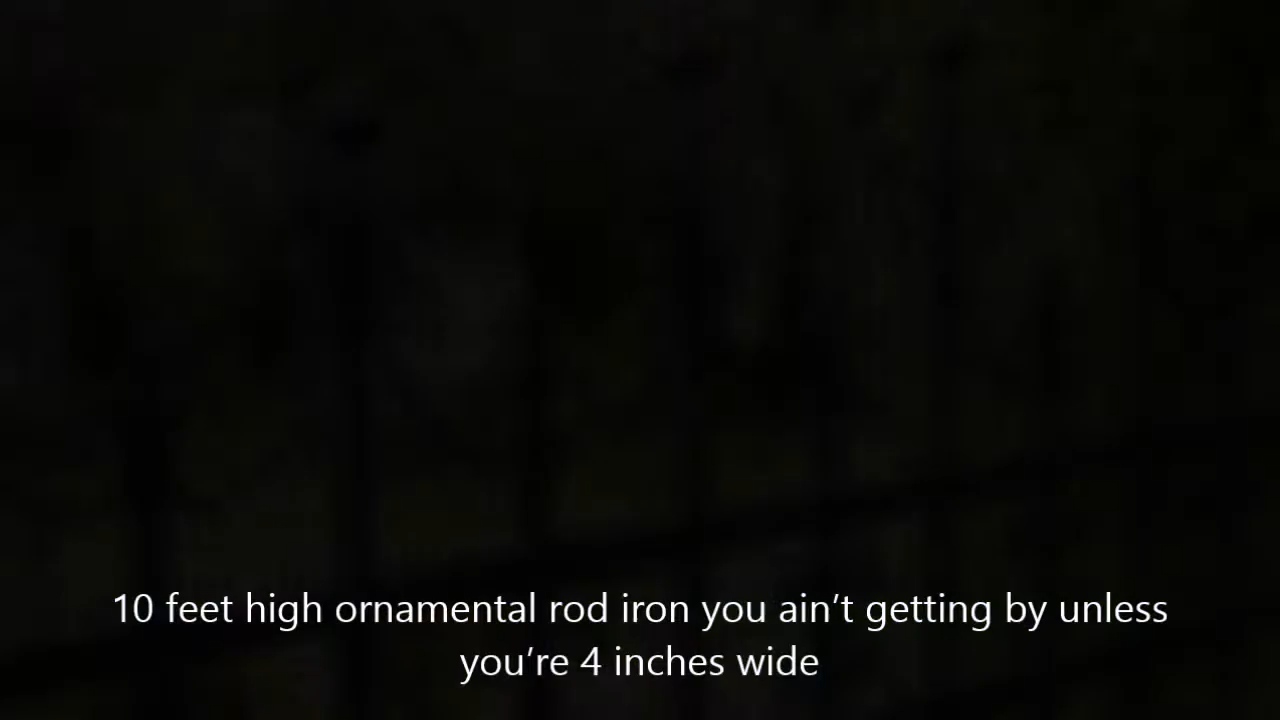 10 feet high ornamental rod iron you ain’t getting by unless
you’re 4 inches wide